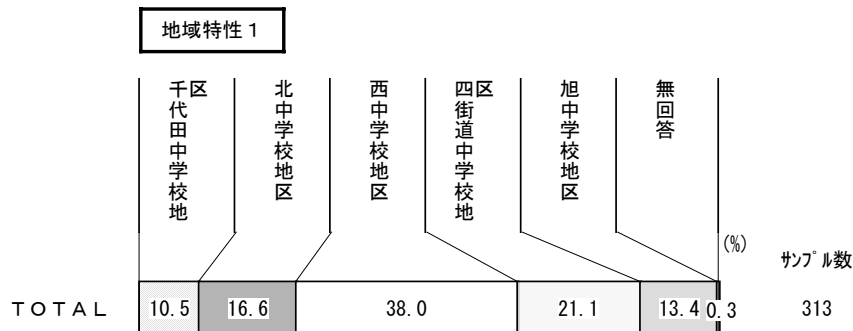 地域特性１
千代田中学校地区
北中学校地区
西中学校地区
四街道中学校地区
旭中学校地区
無回答
(%)
ｻﾝﾌﾟﾙ数
ＴＯＴＡＬ 10.5 16.6 38.0 21.1 13.4 0.3 313